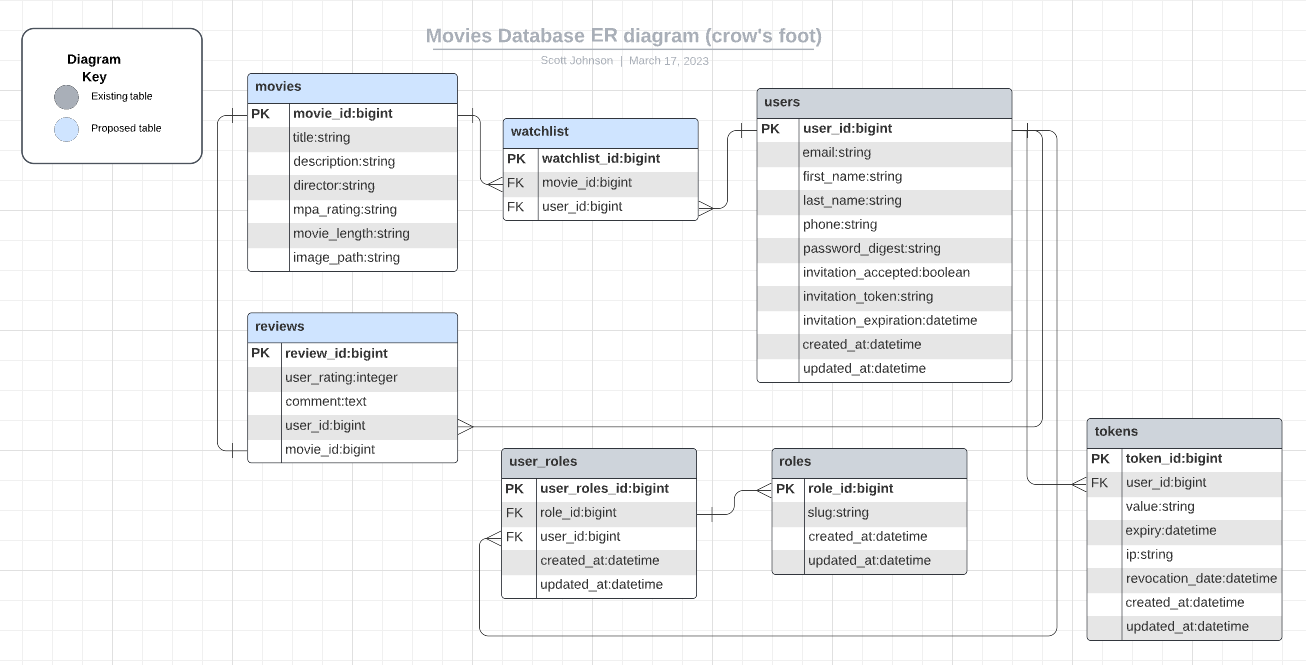 Movies Database ER diagram (crow's foot)
Scott Johnson | March 17, 2023
Diagram
Key
Existing table
Proposed table
movies
PK movie_id:bigint
title:string
description:string
director:string
mpa_rating:string
movie_length:string
image_path:string
watchlist
PK watchlist_id:bigint
FK movie_id:bigint
FK user_id:bigint
users
PK user_id:bigint
email:string
first_name:string
last_name:string
phone:string
password_digest:string
invitation_accepted:boolean
invitation_token:string
invitation_expiration:datetime
created_at:datetime
updated_at:datetime
reviews
PK review_id:bigint
user_rating:integer
comment:text
user_id:bigint
movie_id:bigint
user_roles
PK user_roles_id:bigint
FK role_id:bigint
FK user_id:bigint
created_at:datetime
updated_at:datetime
roles
PK role_id:bigint
slug:string
created_at:datetime
updated_at:datetime
tokens
PK token_id:bigint
FK user_id:bigint
value:string
expiry:datetime
ip:string
revocation_date:datetime
created_at:datetime
updated_at:datetime